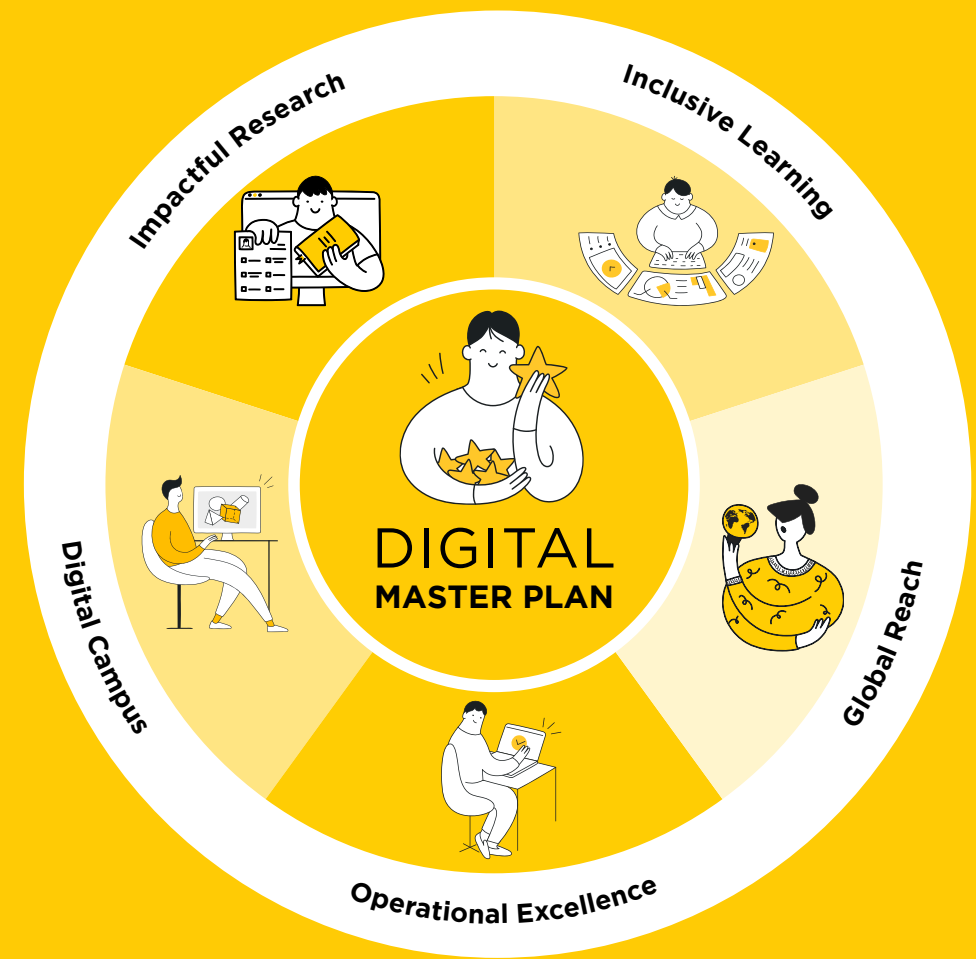 Impactful Research
Inclusive Learning
DIGITAL
MASTER PLAN
Digital Campus
Global Reach
Operational Excellence